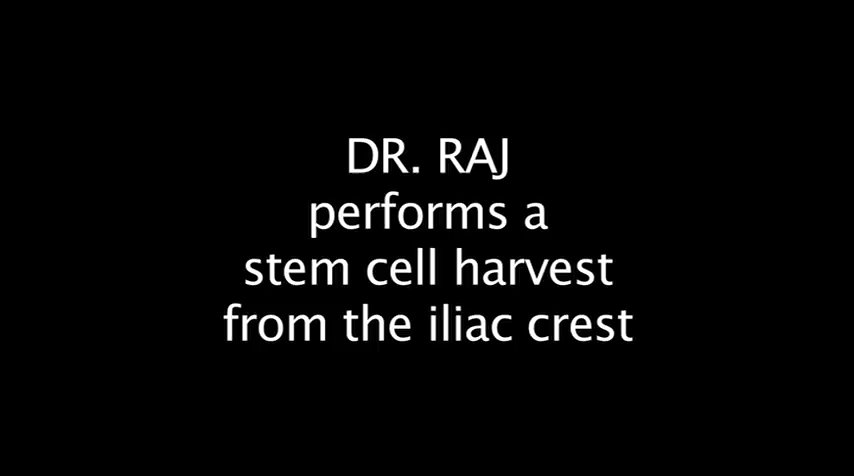 DR. RAJ
performs a
stem cell harvest
from the iliac crest